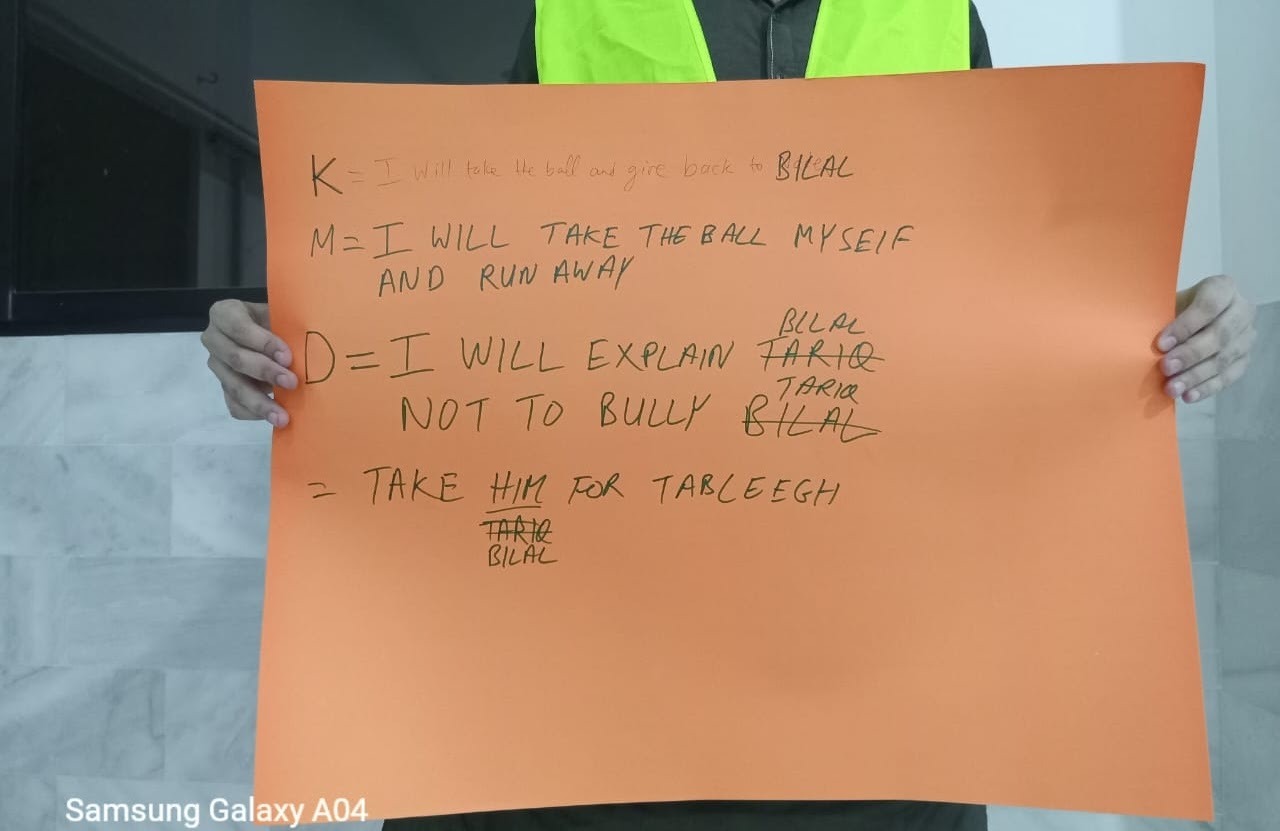 K = I will take the ball and give back to BILAL
M = I WILL TAKE THE BALL MYSELF
AND RUN AWAY
BILAL
D = I WILL EXPLAIN TARIQ
TARIQ
NOT TO BULLY BILAL
= TAKE HIM FOR TABLEEGH
TARIQ
BILAL
Samsung Galaxy A04